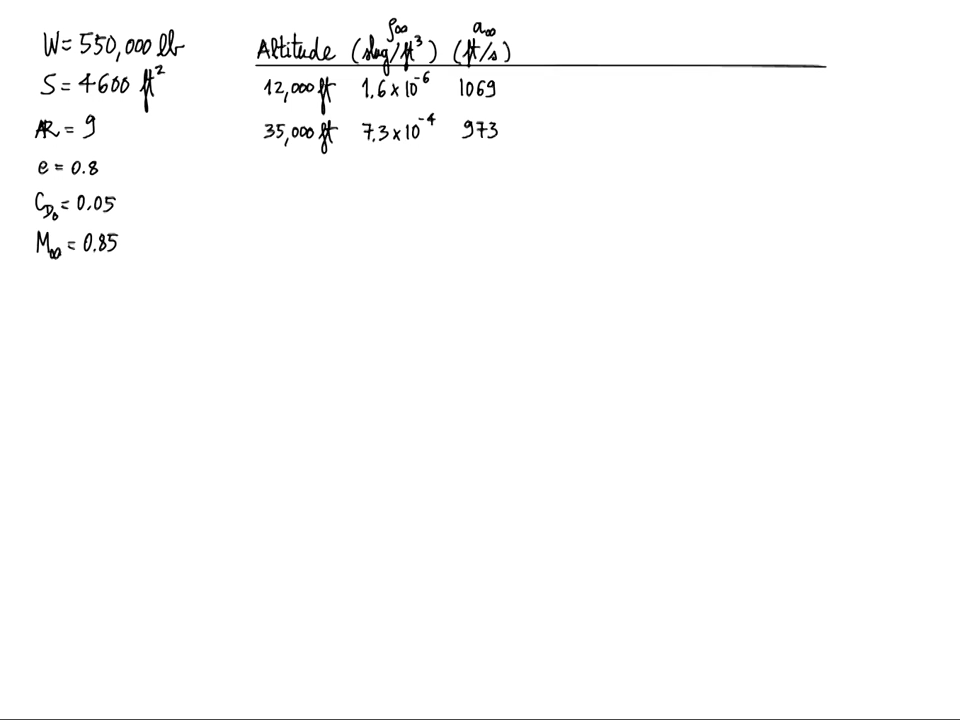 W = 550,000 lb
S = 4600 ft²
AR = 9
e = 0.8
C_D₀ = 0.05
M∞ = 0.85
ρ∞ a∞
Altitude (slug/ft³) (ft/s)
12,000 ft 1.6 × 10⁻⁶ 1069
35,000 ft 7.3 × 10⁻⁴ 973